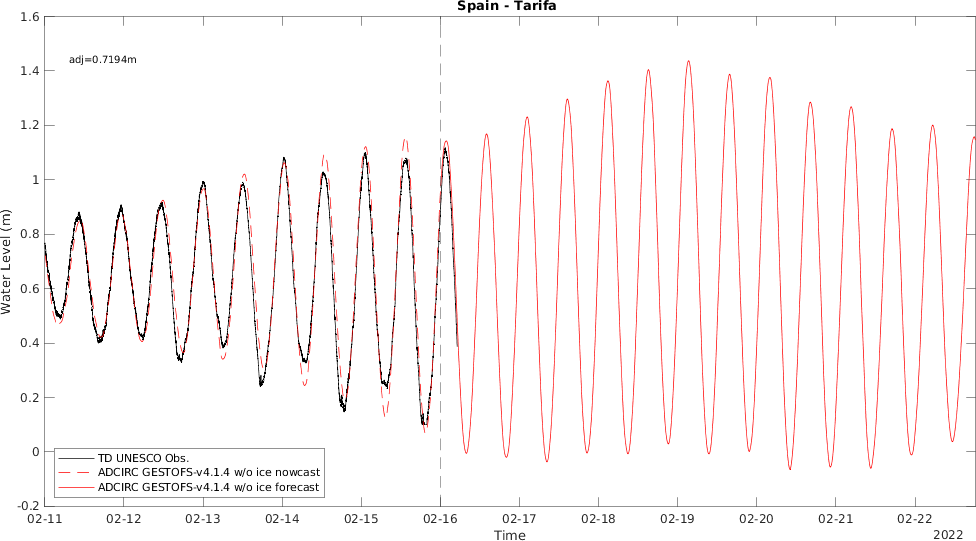 Spain - Tarifa
adj=0.7194m
1.6
1.4
1.2
1
0.8
0.6
0.4
0.2
0
-0.2
Water Level (m)
TD UNESCO Obs.
ADCIRC GESTOFS-v4.1.4 w/o ice nowcast
ADCIRC GESTOFS-v4.1.4 w/o ice forecast
02-11 02-12 02-13 02-14 02-15 02-16 02-17 02-18 02-19 02-20 02-21 02-22
Time
2022